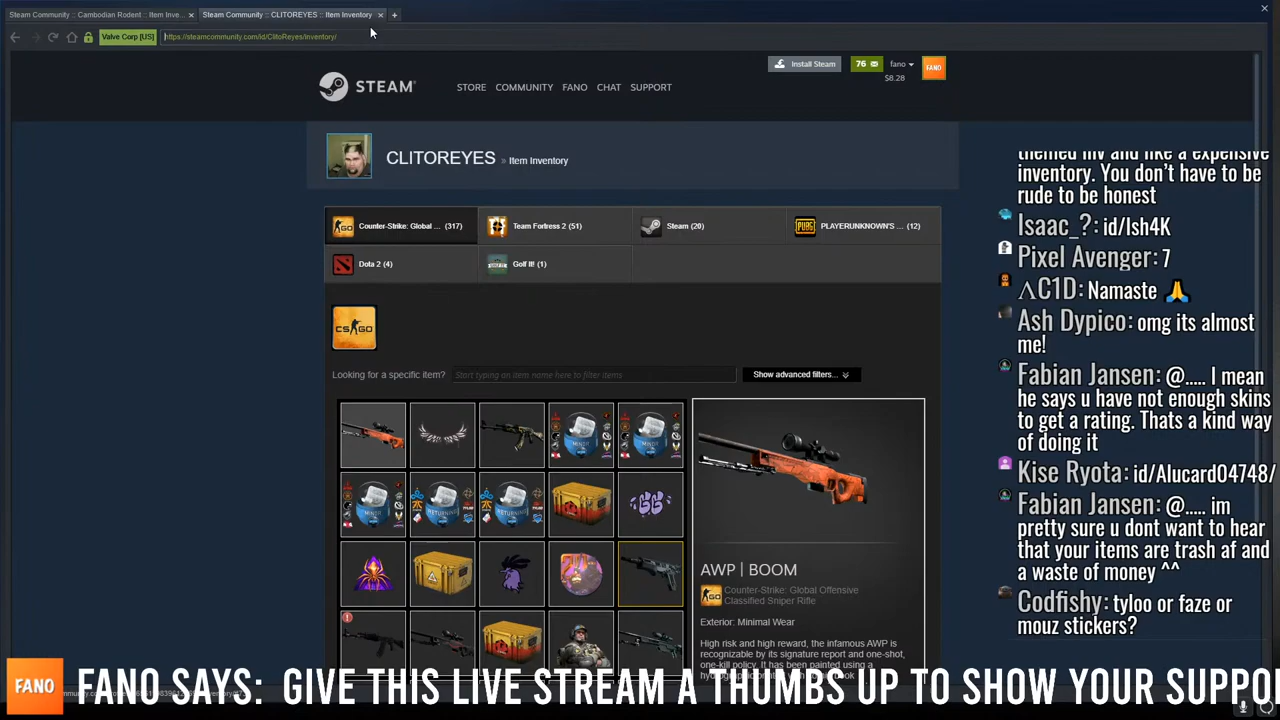 Steam Community :: Cambodian Rodent :: Item Inve...
Steam Community :: CLITOREYES :: Item Inventory
Valve Corp [US]
https://steamcommunity.com/id/ClitoReyes/inventory/
Install Steam
76
fano
$8.28
FANO
STEAM
STORE
COMMUNITY
FANO
CHAT
SUPPORT
CLITOREYES » Item Inventory
Counter-Strike: Global ... (317)
Team Fortress 2 (51)
Steam (20)
PLAYERUNKNOWN'S ... (12)
Dota 2 (4)
Golf It! (1)
CS GO
Looking for a specific item?
Start typing an item name here to filter items
Show advanced filters...
AWP | BOOM
Counter-Strike: Global Offensive
Classified Sniper Rifle
Exterior: Minimal Wear
High risk and high reward, the infamous AWP is
recognizable by its signature report and one-shot,
one-kill policy. It has been painted using a
themed inv and like a expensive
inventory. You don't have to be
rude to be honest
Isaac_?: id/Ish4K
Pixel Avenger: 7
ΛC1D: Namaste 🙏
Ash Dypico: omg its almost
me!
Fabian Jansen: @..... I mean
he says u have not enough skins
to get a rating. Thats a kind way
of doing it
Kise Ryota: id/Alucard04748/
Fabian Jansen: @..... im
pretty sure u dont want to hear
that your items are trash af and
a waste of money ^^
Codfishy: tyloo or faze or
mouz stickers?
FANO
FANO SAYS: GIVE THIS LIVE STREAM A THUMBS UP TO SHOW YOUR SUPPO